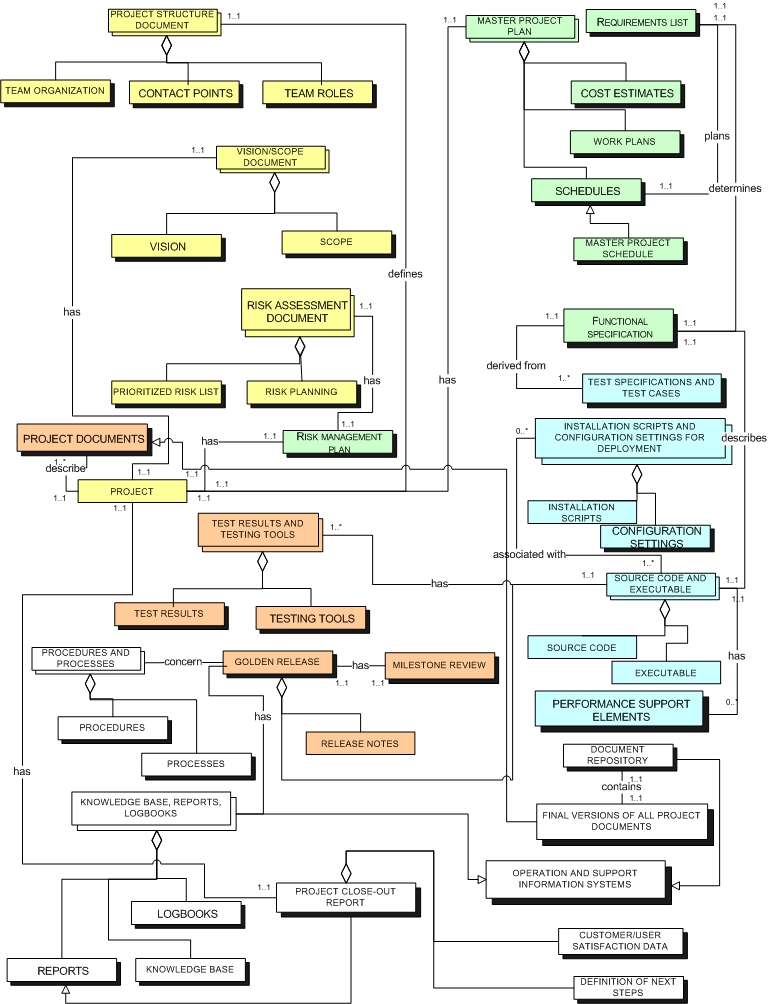 PROJECT STRUCTURE
DOCUMENT
1..1
MASTER PROJECT
PLAN
1..1
REQUIREMENTS LIST
1..1
1..1
TEAM ORGANIZATION
CONTACT POINTS
TEAM ROLES
COST ESTIMATES
WORK PLANS
plans
VISION/SCOPE
DOCUMENT
1..1
SCHEDULES
1..1
determines
VISION
SCOPE
MASTER PROJECT
SCHEDULE
defines
has
RISK ASSESSMENT
DOCUMENT
1..1
FUNCTIONAL
SPECIFICATION
1..1
1..1
1..1
derived from
PRIORITIZED RISK LIST
RISK PLANNING
has
has
TEST SPECIFICATIONS AND
TEST CASES
1..*
1..1
PROJECT DOCUMENTS
has
1..1
RISK MANAGEMENT
PLAN
0..*
INSTALLATION SCRIPTS AND
CONFIGURATION SETTINGS FOR
DEPLOYMENT
describes
1..*
describe
1..1
PROJECT
1..1
1..1
1..1
1..1
1..1
INSTALLATION
SCRIPTS
CONFIGURATION
SETTINGS
TEST RESULTS AND
TESTING TOOLS
1..*
associated with
1..*
has
1..1
SOURCE CODE AND
EXECUTABLE
1..1
1..1
TEST RESULTS
TESTING TOOLS
SOURCE CODE
EXECUTABLE
has
PROCEDURES AND
PROCESSES
concern
GOLDEN RELEASE
has
MILESTONE REVIEW
1..1
1..1
PERFORMANCE SUPPORT
ELEMENTS
0..*
has
PROCEDURES
RELEASE NOTES
PROCESSES
DOCUMENT
REPOSITORY
1..1
contains
1..1
has
KNOWLEDGE BASE, REPORTS,
LOGBOOKS
FINAL VERSIONS OF ALL PROJECT
DOCUMENTS
OPERATION AND SUPPORT
INFORMATION SYSTEMS
1..1
PROJECT CLOSE-OUT
REPORT
LOGBOOKS
CUSTOMER/USER
SATISFACTION DATA
REPORTS
KNOWLEDGE BASE
DEFINITION OF NEXT
STEPS